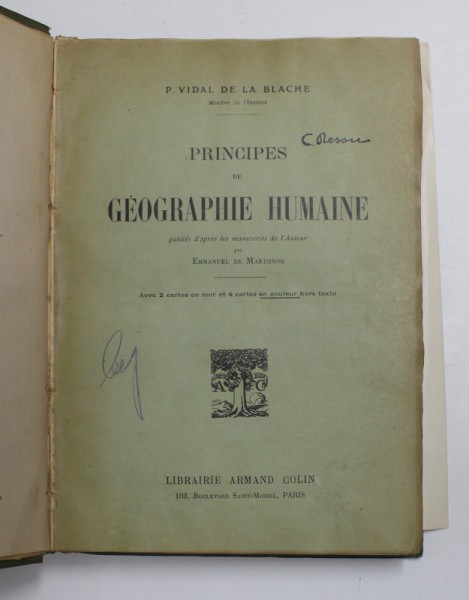 P. VIDAL DE LA BLACHE
Membre de l'Institut
PRINCIPES
DE
GÉOGRAPHIE HUMAINE
publiés d'après les manuscrits de l'Auteur
par
EMMANUEL DE MARTONNE
Avec 2 cartes en noir et 4 cartes en couleur hors texte
LIBRAIRIE ARMAND COLIN
103, BOULEVARD SAINT-MICHEL, PARIS